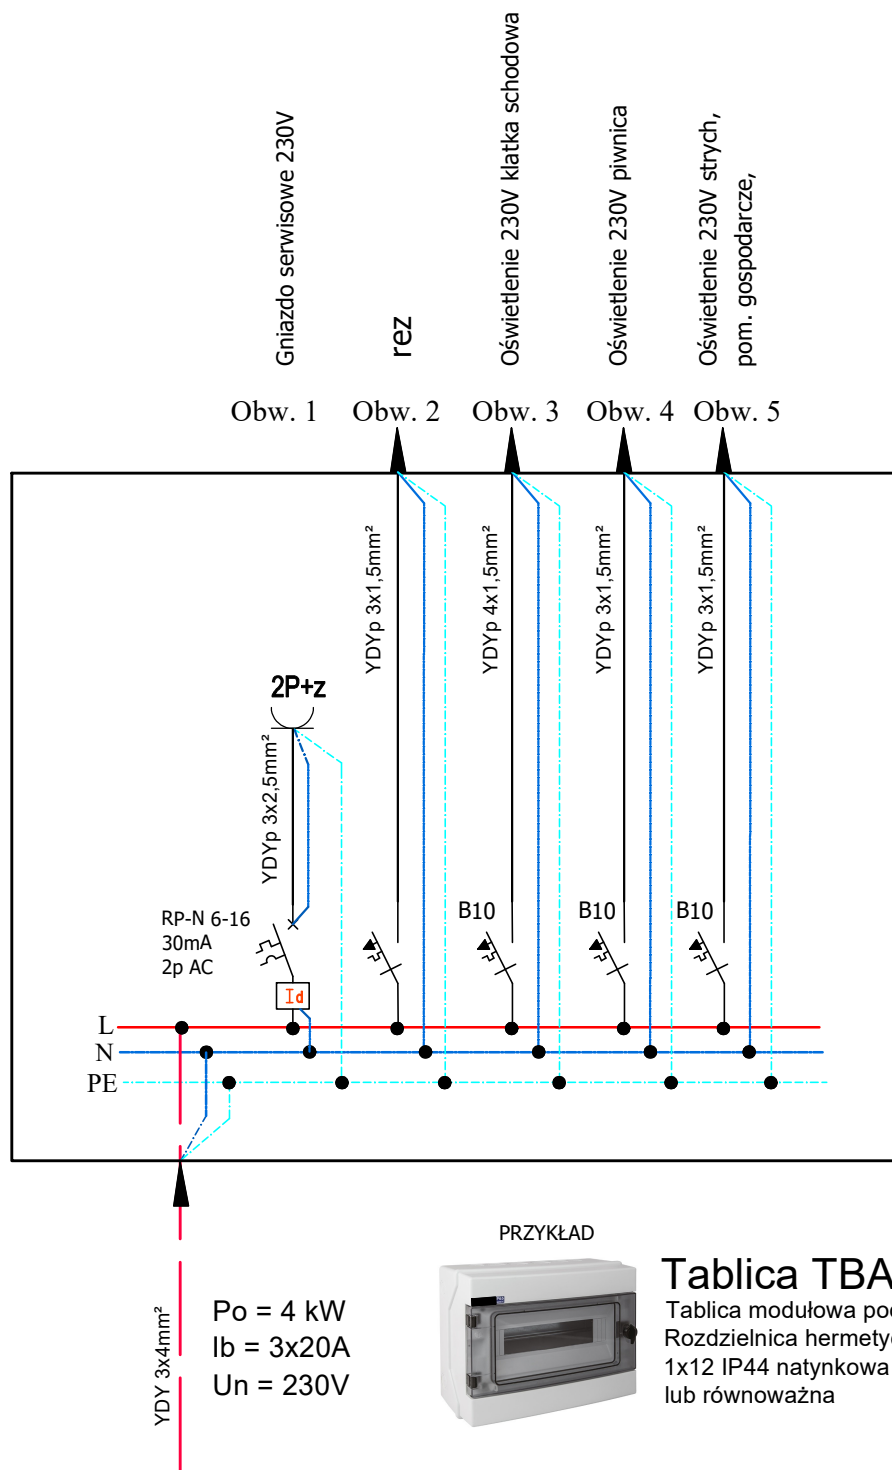 Gniazdo serwisowe 230V
rez
Oświetlenie 230V klatka schodowa
Oświetlenie 230V piwnica
Oświetlenie 230V strych,
pom. gospodarcze,
Obw. 1
Obw. 2
Obw. 3
Obw. 4
Obw. 5
YDYp 3x1,5mm²
YDYp 4x1,5mm²
YDYp 3x1,5mm²
YDYp 3x1,5mm²
2P+z
YDYp 3x2,5mm²
RP-N 6-16
30mA
2p AC
B10
B10
B10
Id
L
N
PE
YDY 3x4mm²
Po = 4 kW
Ib = 3x20A
Un = 230V
PRZYKŁAD
Tablica TBA
Tablica modułowa
Rozdzielnica
1x12 IP44 natynkowa
lub równoważna